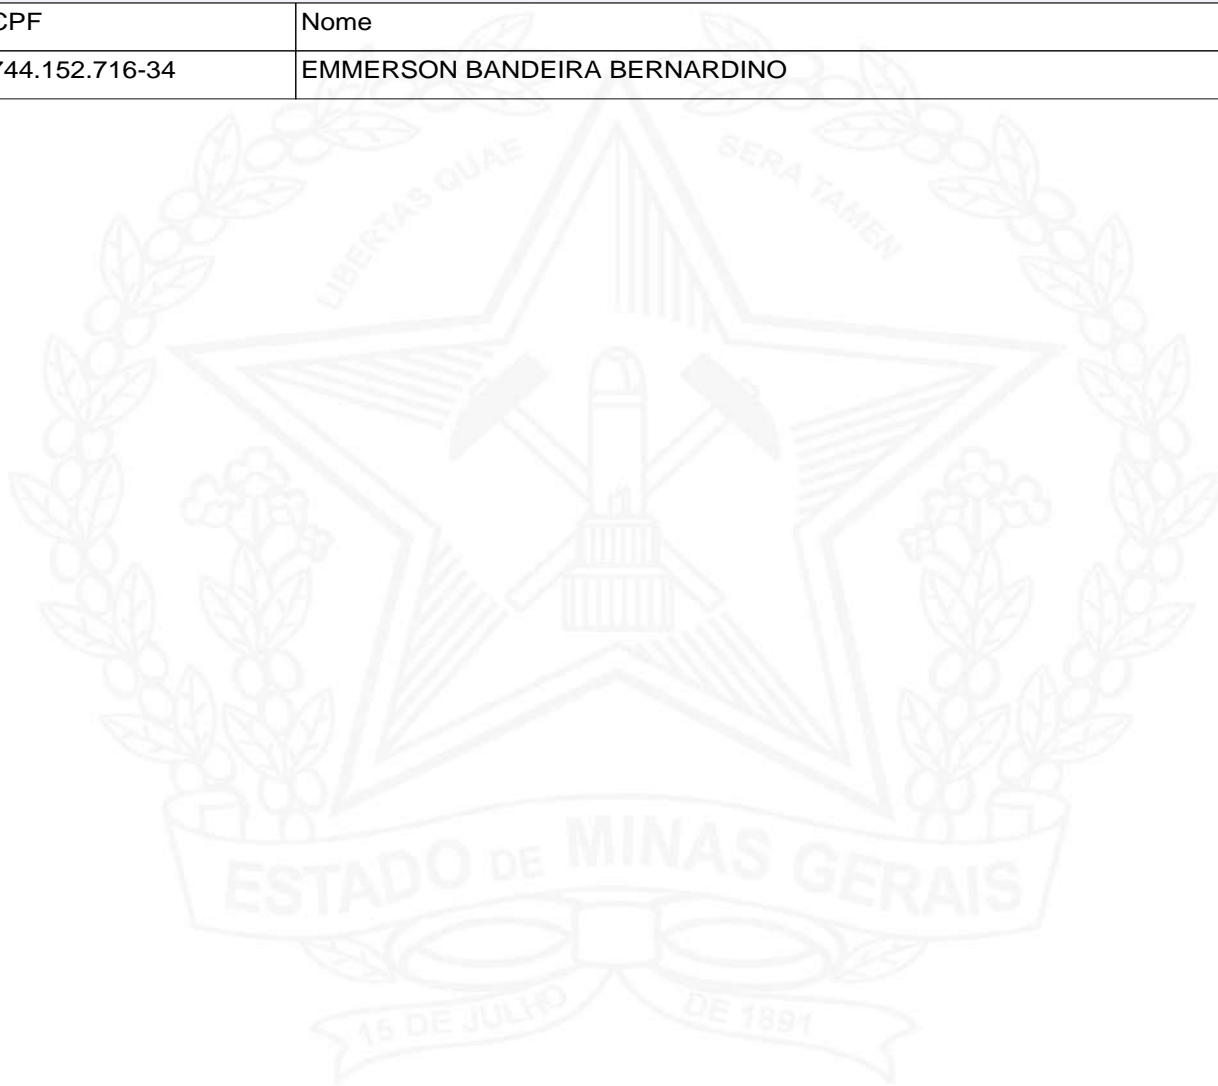 CPF
Nome
744.152.716-34
EMMERSON BANDEIRA BERNARDINO
LIBERTAS QUAE SERA TAMEN
ESTADO DE MINAS GERAIS
15 DE JULHO DE 1891